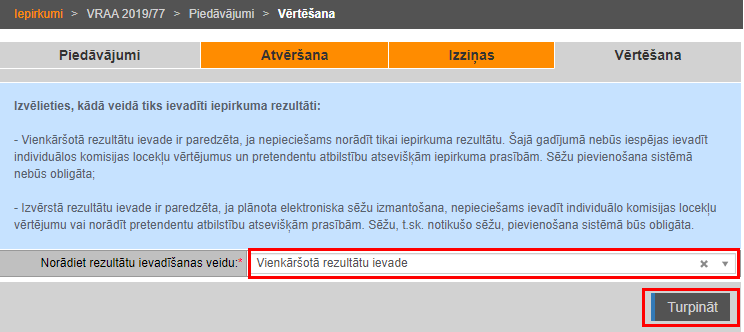 Iepirkumi > VRAA 2019/77 > Piedāvājumi > Vērtēšana
Piedāvājumi Atvēršana Izziņas Vērtēšana
Izvēlieties, kādā veidā tiks ievadīti iepirkuma rezultāti:
- Vienkāršotā rezultātu ievade ir paredzēta, ja nepieciešams norādīt tikai iepirkuma rezultātu. Šajā gadījumā nebūs iespējas ievadīt
individuālos komisijas locekļu vērtējumus un pretendentu atbilstību atsevišķām iepirkuma prasībām. Sēžu pievienošana sistēmā
nebūs obligāta;
- Izvērstā rezultātu ievade ir paredzēta, ja plānota elektroniska sēžu izmantošana, nepieciešams ievadīt individuālo komisijas locekļu
vērtējumu vai norādīt pretendentu atbilstību atsevišķām prasībām. Sēžu, t.sk. notikušo sēžu, pievienošana sistēmā būs obligāta.
Norādiet rezultātu ievadīšanas veidu:* Vienkāršotā rezultātu ievade
Turpināt